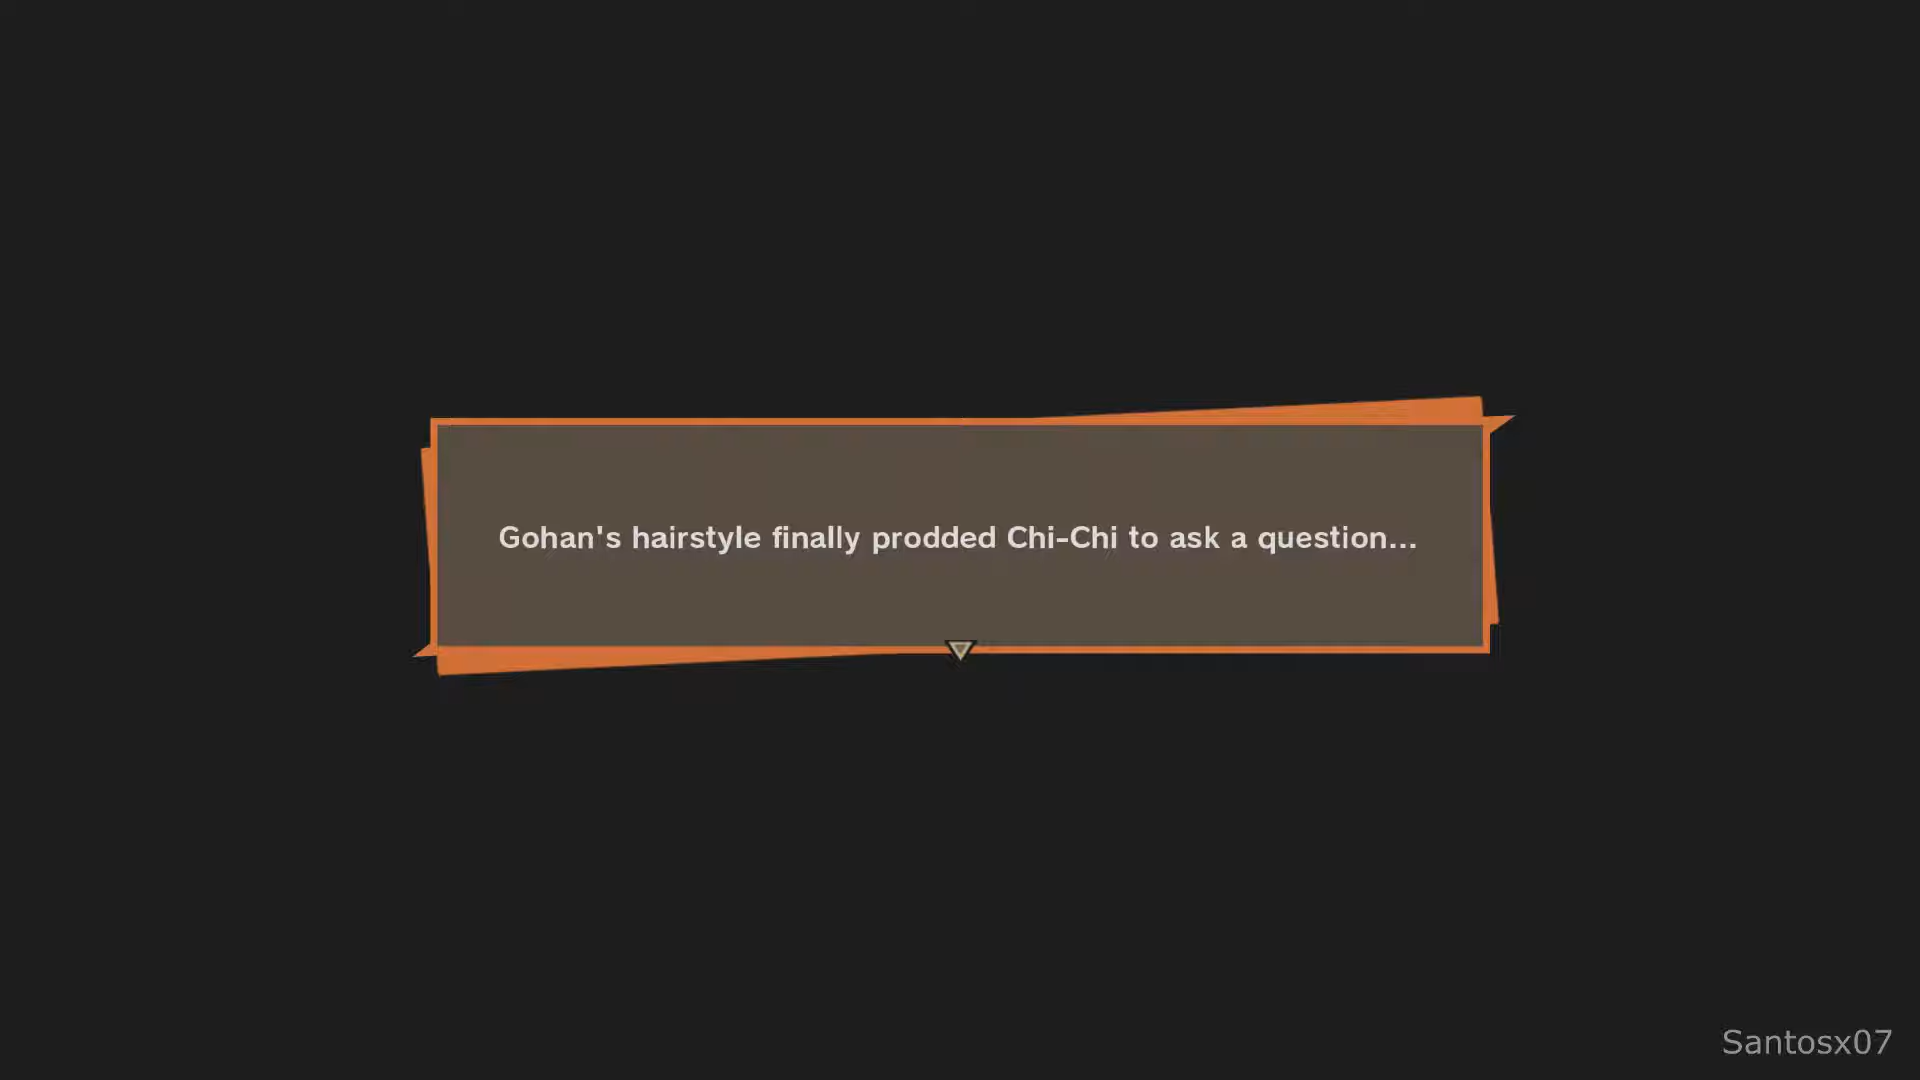 Gohan's hairstyle finally prodded Chi-Chi to ask a question...
Santosx07